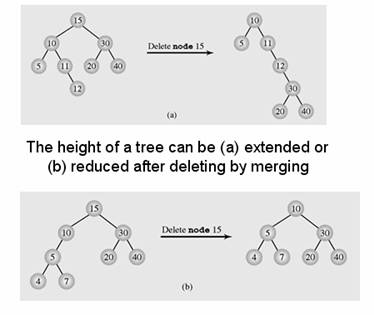 15
10 30
5 11 20 40
12
Delete node 15
10
5 11
12
30
20 40
(a)
The height of a tree can be (a) extended or
(b) reduced after deleting by merging
15
10 30
5 20 40
4 7
Delete node 15
10
5 30
4 7 20 40
(b)